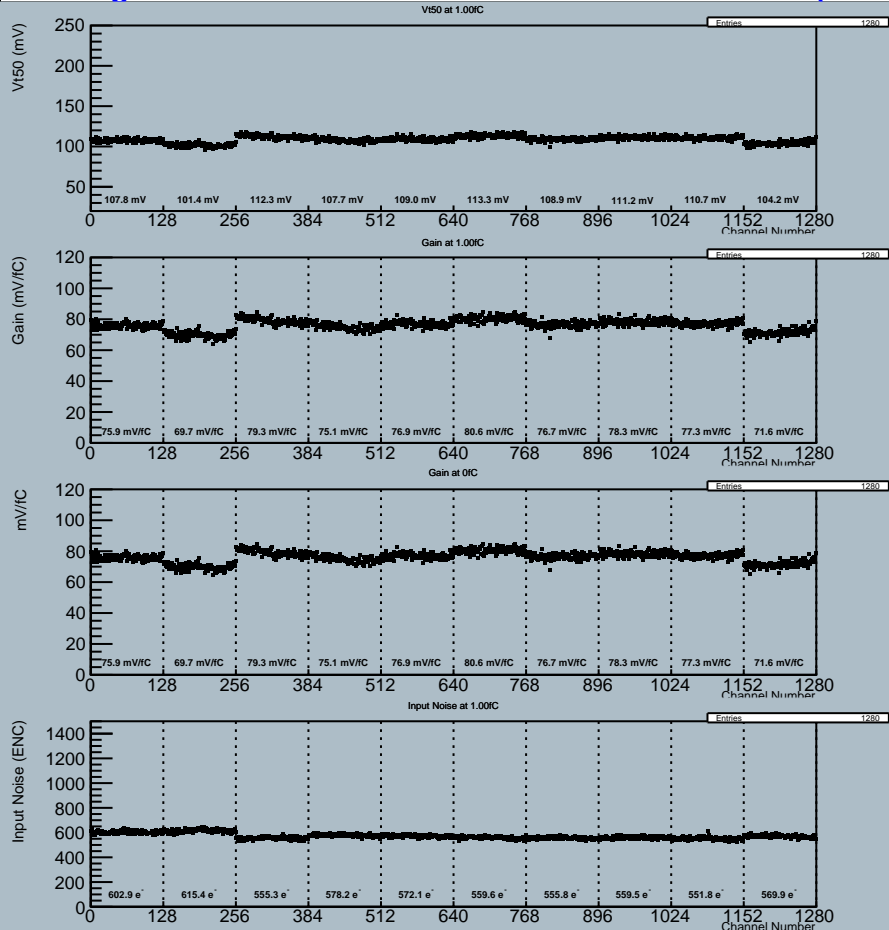 Vt50 at 1.00fC
Entries 1280
Vt50 (mV)
250
200
150
100
50
107.8 mV 101.4 mV 112.3 mV 107.7 mV 109.0 mV 113.3 mV 108.9 mV 111.2 mV 110.7 mV 104.2 mV
0 128 256 384 512 640 768 896 1024 1152 1280
Channel Number
Gain at 1.00fC
Entries 1280
Gain (mV/fC)
120
100
80
60
40
20
0
75.9 mV/fC 69.7 mV/fC 79.3 mV/fC 75.1 mV/fC 76.9 mV/fC 80.6 mV/fC 76.7 mV/fC 78.3 mV/fC 77.3 mV/fC 71.6 mV/fC
0 128 256 384 512 640 768 896 1024 1152 1280
Channel Number
Gain at 0fC
Entries 1280
mV/fC
120
100
80
60
40
20
0
75.9 mV/fC 69.7 mV/fC 79.3 mV/fC 75.1 mV/fC 76.9 mV/fC 80.6 mV/fC 76.7 mV/fC 78.3 mV/fC 77.3 mV/fC 71.6 mV/fC
0 128 256 384 512 640 768 896 1024 1152 1280
Channel Number
Input Noise at 1.00fC
Entries 1280
Input Noise (ENC)
1400
1200
1000
800
600
400
200
0
602.9 e⁻ 615.4 e⁻ 555.3 e⁻ 578.2 e⁻ 572.1 e⁻ 559.6 e⁻ 555.8 e⁻ 559.5 e⁻ 551.8 e⁻ 569.9 e⁻
0 128 256 384 512 640 768 896 1024 1152 1280
Channel Number